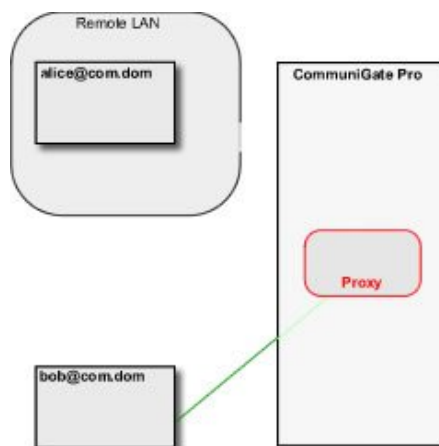 Remote LAN
alice@com.dom
CommuniGate Pro
Proxy
bob@com.dom